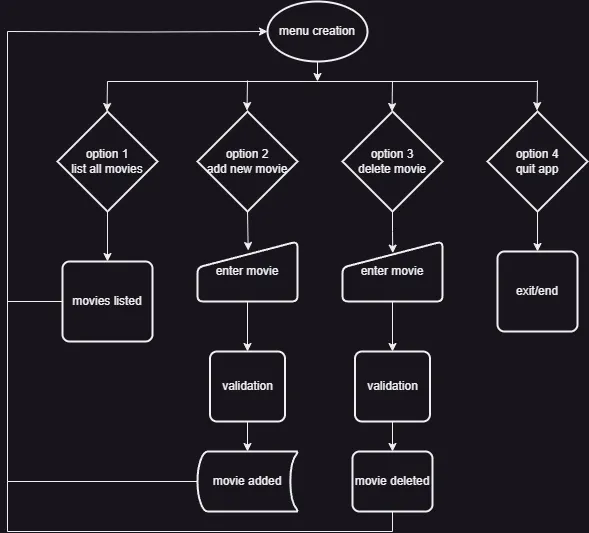 menu creation
option 1
list all movies
option 2
add new movie
option 3
delete movie
option 4
quit app
movies listed
enter movie
enter movie
exit/end
validation
validation
movie added
movie deleted